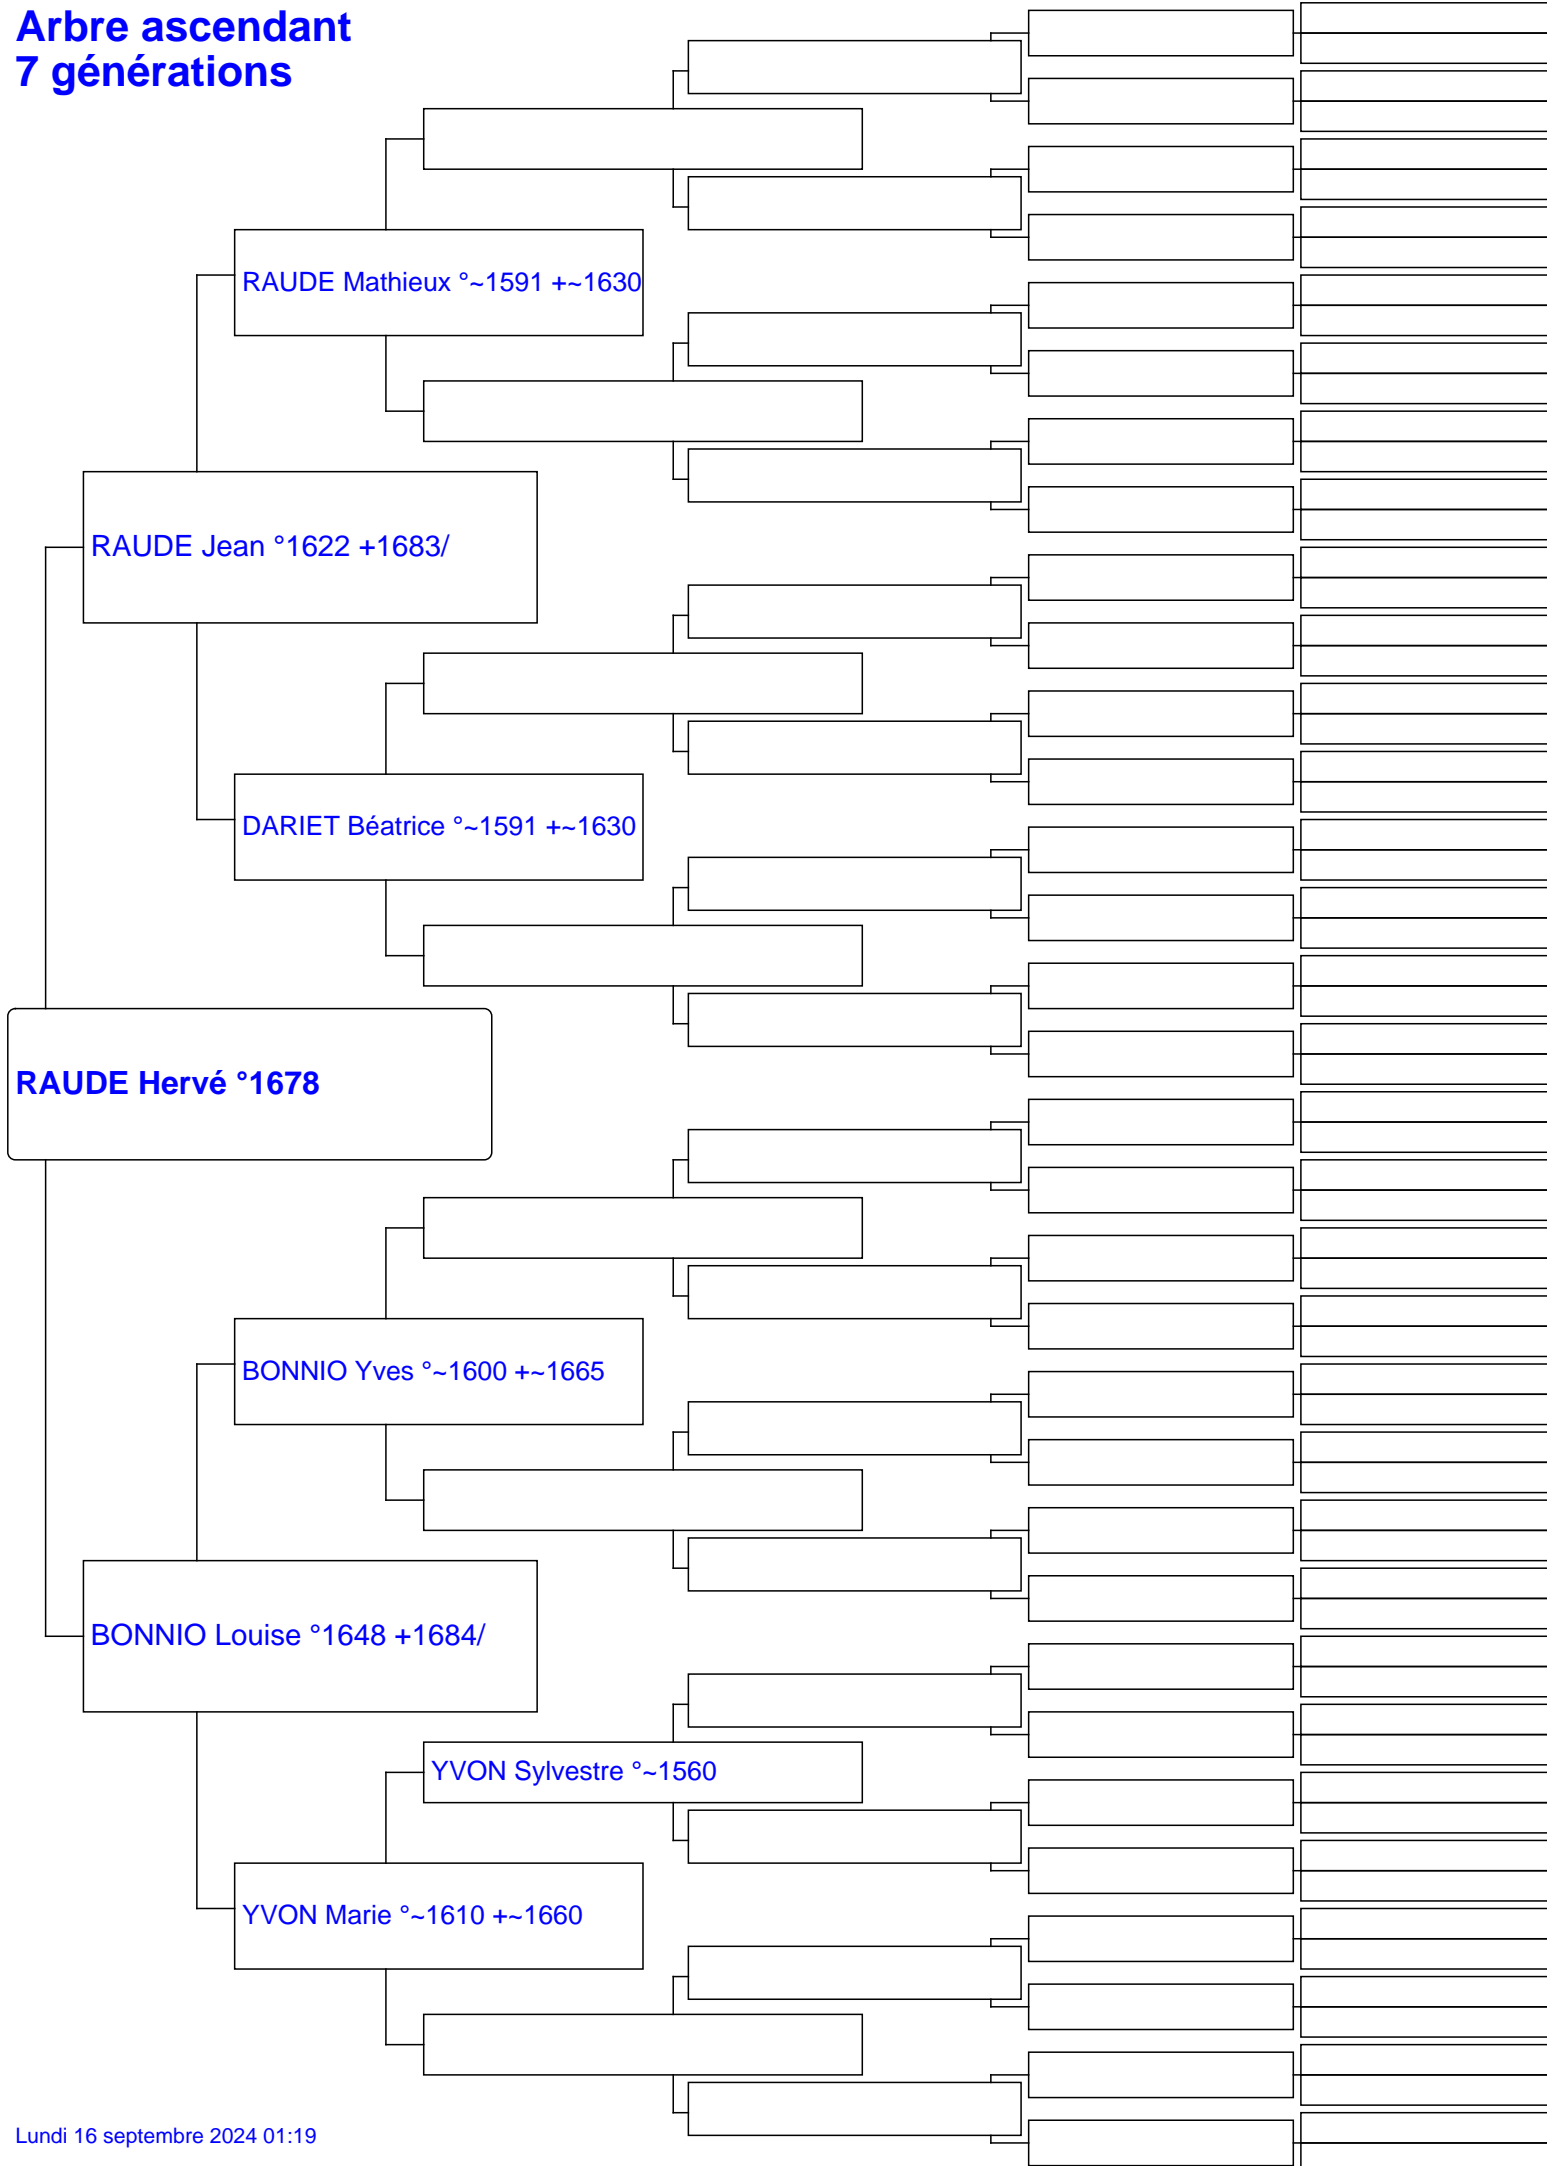 Arbre ascendant
7 générations
RAUDE Mathieux °~1591 +~1630
RAUDE Jean °1622 +1683/
DARIET Béatrice °~1591 +~1630
RAUDE Hervé °1678
BONNIO Yves °~1600 +~1665
BONNIO Louise °1648 +1684/
YVON Sylvestre °~1560
YVON Marie °~1610 +~1660
Lundi 16 septembre 2024 01:19